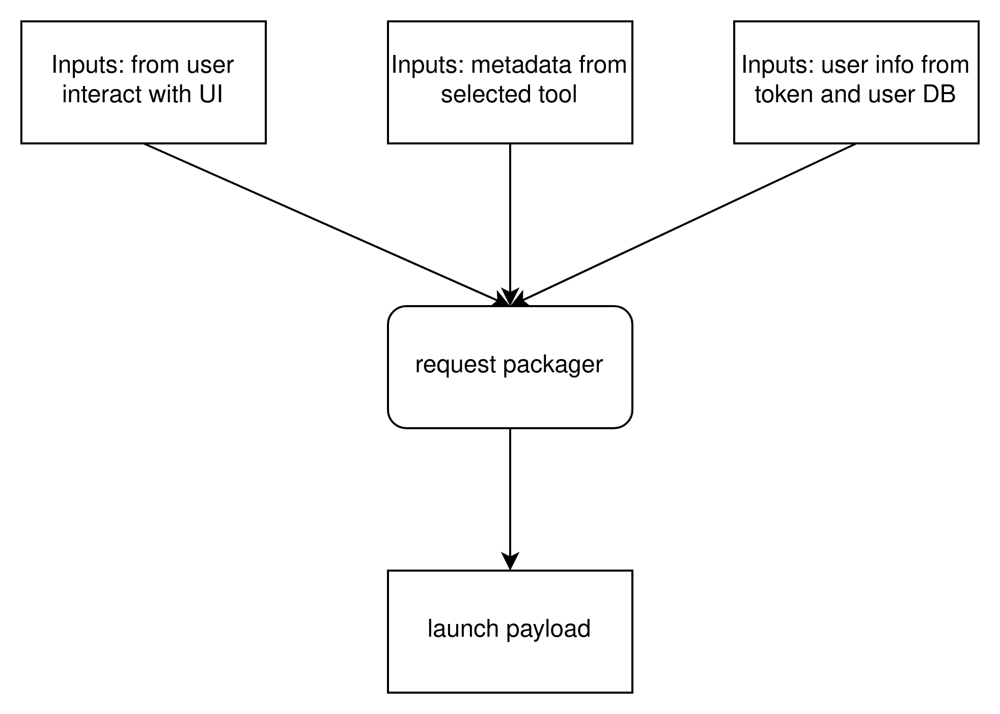 Inputs: from user
interact with UI
Inputs: metadata from
selected tool
Inputs: user info from
token and user DB
request packager
launch payload